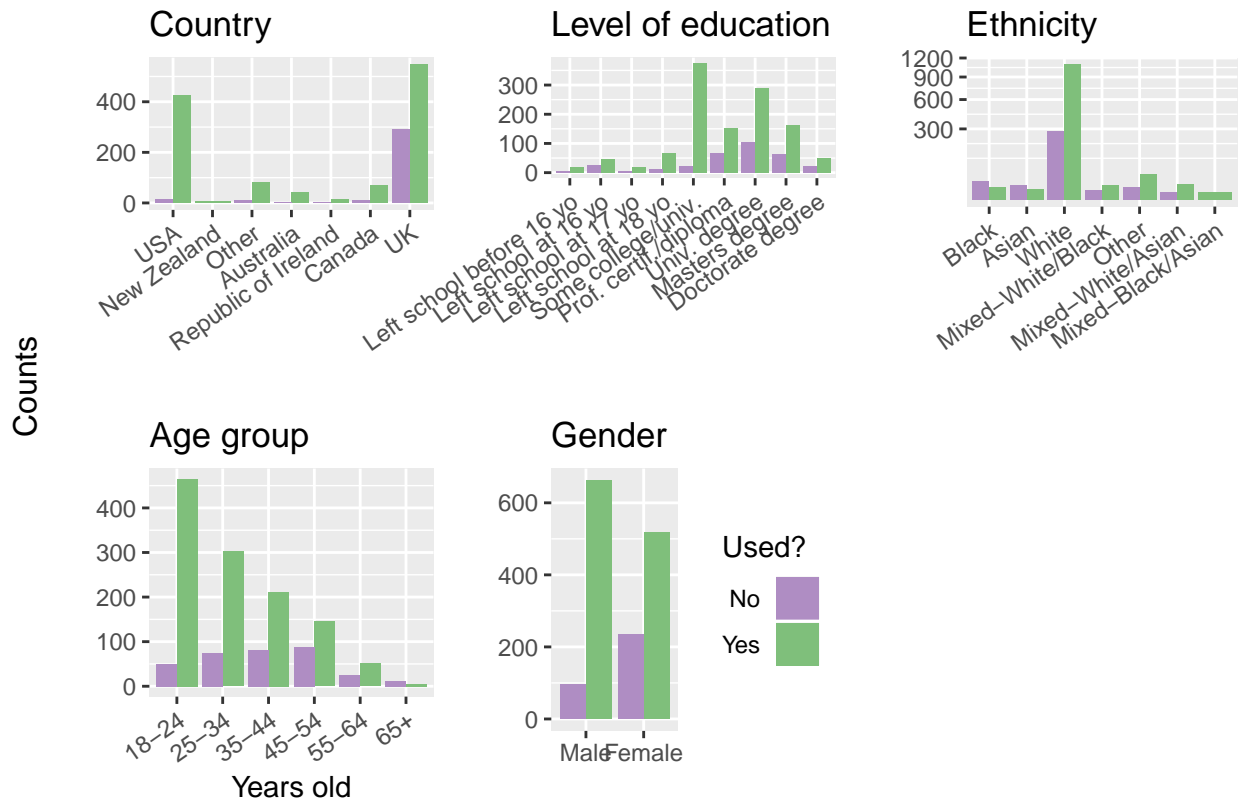 Country
400
200
0
USA
New Zealand
Other
Australia
Republic of Ireland
Canada
UK
Level of education
300
200
100
0
Left school before 16 yo
Left school at 16 yo
Left school at 17 yo
Left school at 18 yo
Some college/univ.
Prof. certif./diploma
Univ. degree
Masters degree
Doctorate degree
Ethnicity
1200
900
600
300
Black
Asian
White
Mixed−White/Black
Other
Mixed−White/Asian
Mixed−Black/Asian
Counts
Age group
400
300
200
100
0
18−24
25−34
35−44
45−54
55−64
65+
Years old
Gender
600
400
200
0
Male
Female
Used?
No
Yes